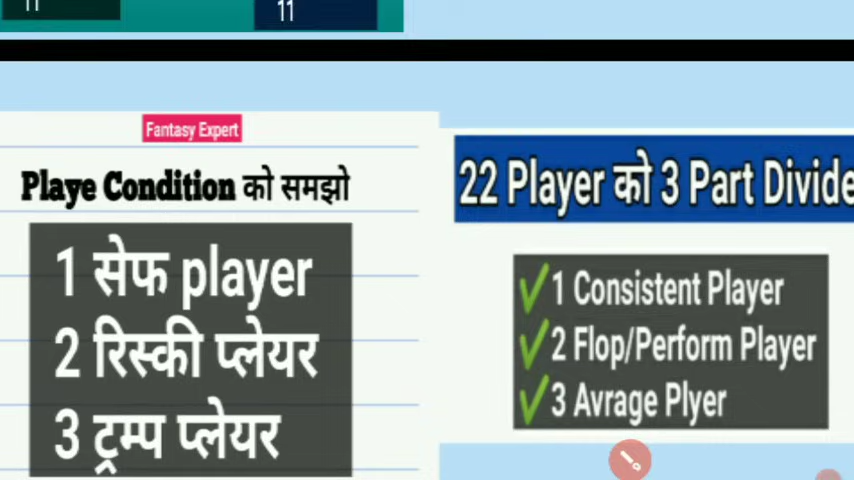 11
11
Fantasy Expert
Playe Condition को समझो
1 सेफ player
2 रिस्की प्लेयर
3 ट्रम्प प्लेयर
22 Player को 3 Part Divide
✓1 Consistent Player
✓2 Flop/Perform Player
✓3 Avrage Plyer